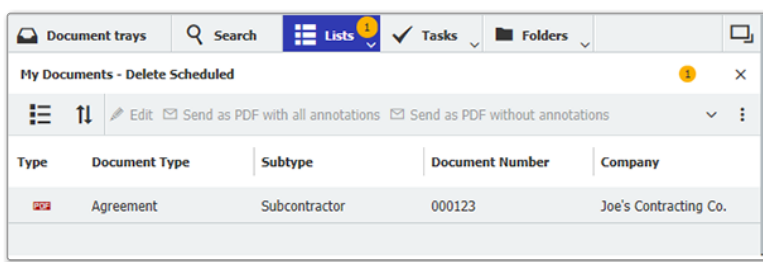 Document trays Search Lists 1 Tasks Folders
My Documents - Delete Scheduled 1
Edit Send as PDF with all annotations Send as PDF without annotations
Type Document Type Subtype Document Number Company
PDF Agreement Subcontractor 000123 Joe's Contracting Co.